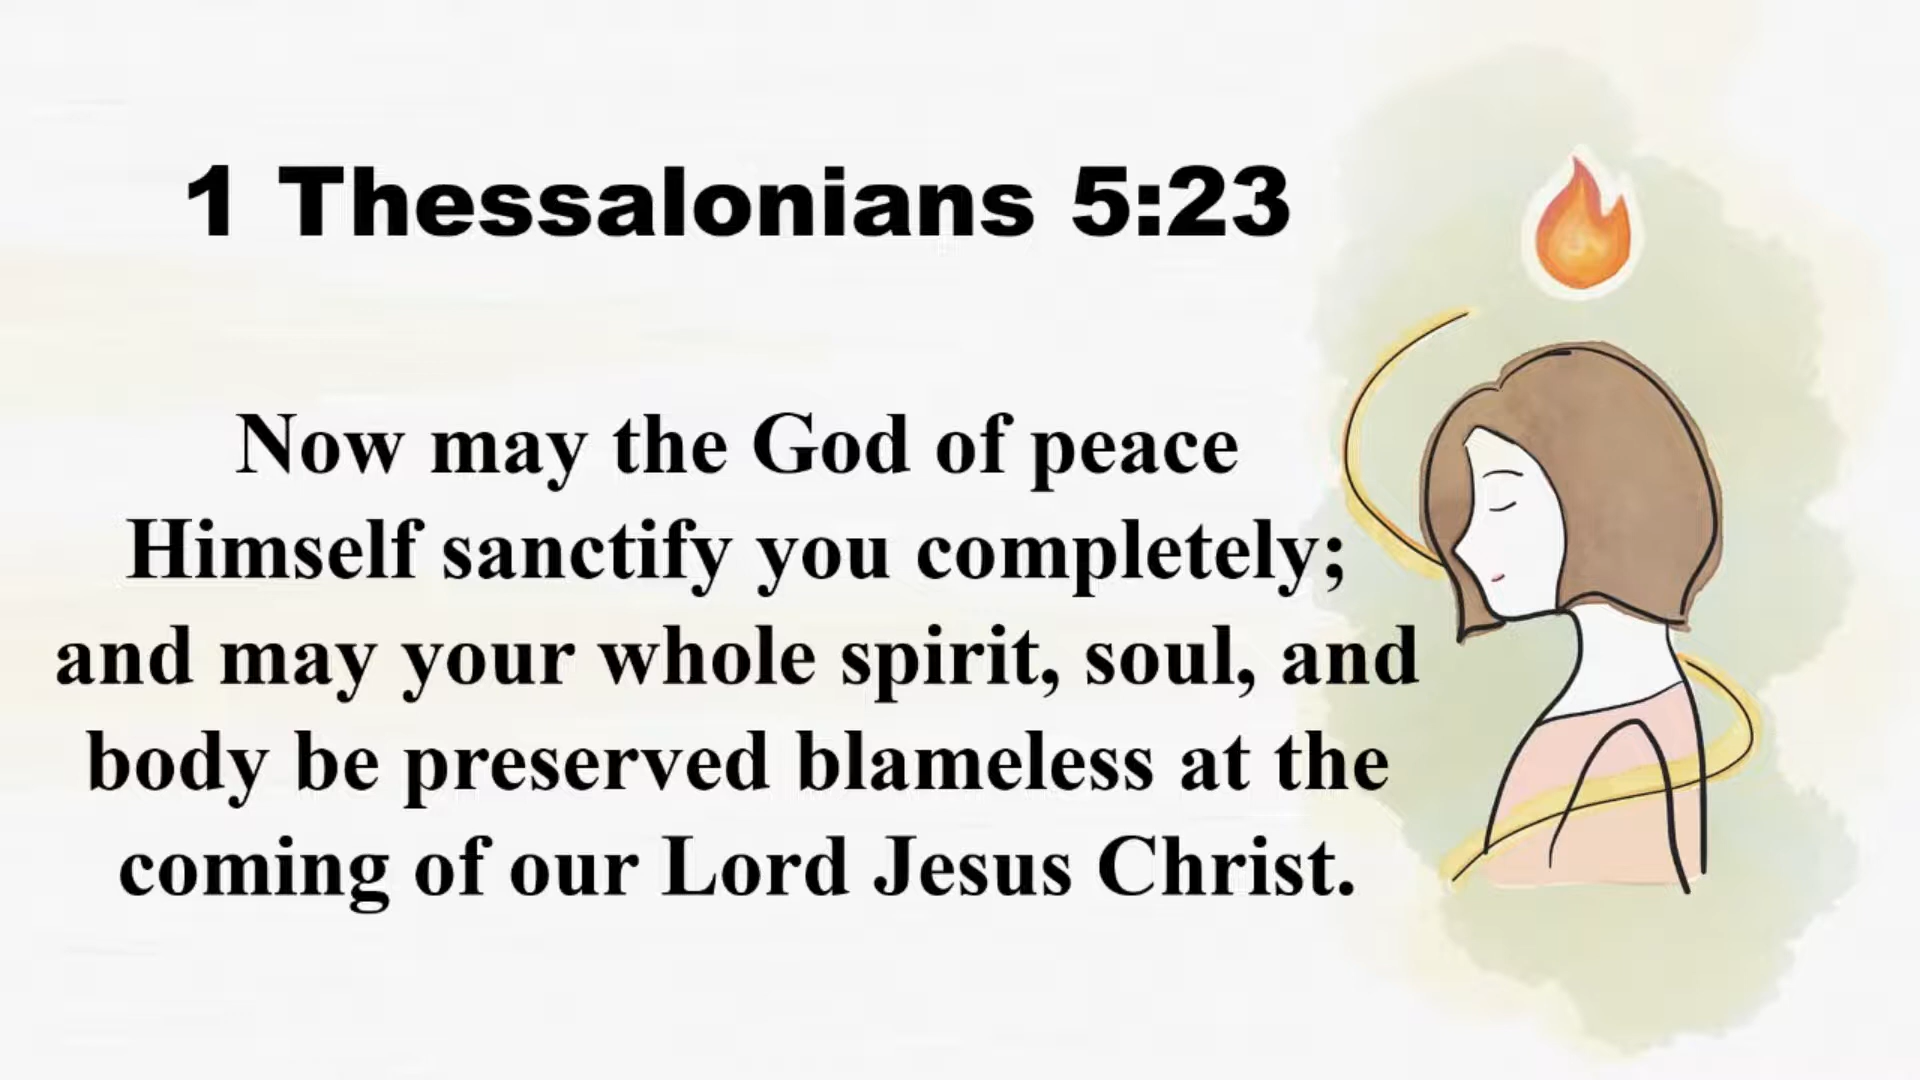 1 Thessalonians 5:23
Now may the God of peace
Himself sanctify you completely;
and may your whole spirit, soul, and
body be preserved blameless at the
coming of our Lord Jesus Christ.